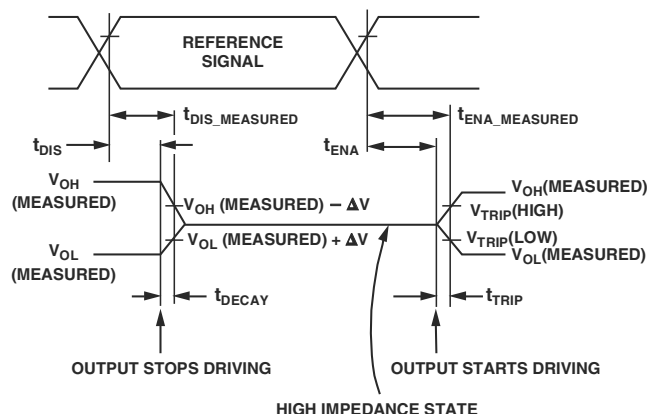 REFERENCE
SIGNAL
tDIS_MEASURED
tENA_MEASURED
tDIS
tENA
VOH
(MEASURED)
VOH (MEASURED) – ΔV
VOH(MEASURED)
VTRIP(HIGH)
VOL
(MEASURED)
VOL (MEASURED) + ΔV
VTRIP(LOW)
VOL(MEASURED)
tDECAY
tTRIP
OUTPUT STOPS DRIVING
OUTPUT STARTS DRIVING
HIGH IMPEDANCE STATE